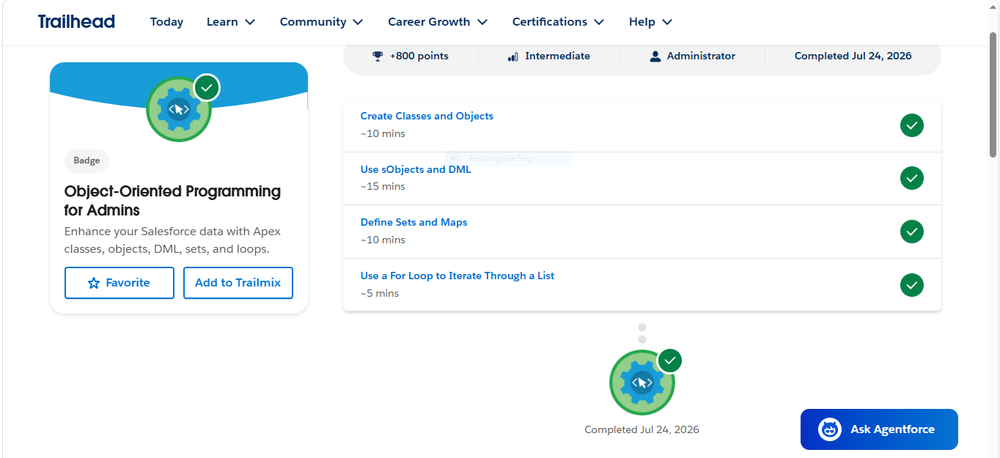 Trailhead
Today
Learn
Community
Career Growth
Certifications
Help
+800 points
Intermediate
Administrator
Completed Jul 24, 2026
Badge
Object-Oriented Programming
for Admins
Enhance your Salesforce data with Apex
classes, objects, DML, sets, and loops.
Favorite
Add to Trailmix
Create Classes and Objects
~10 mins
Rectangular Snip
Use sObjects and DML
~15 mins
Define Sets and Maps
~10 mins
Use a For Loop to Iterate Through a List
~5 mins
Completed Jul 24, 2026
Ask Agentforce